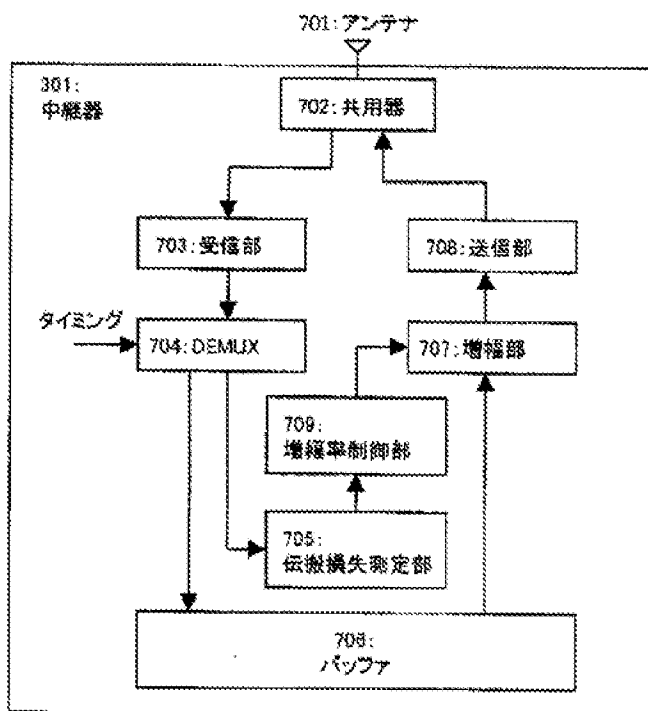 701:アンテナ
301:
中継器
702:共用器
703:受信部
708:送信部
タイミング
704:DEMUX
707:増幅部
709:
増幅率制御部
705:
伝搬損失測定部
706:
バッファ